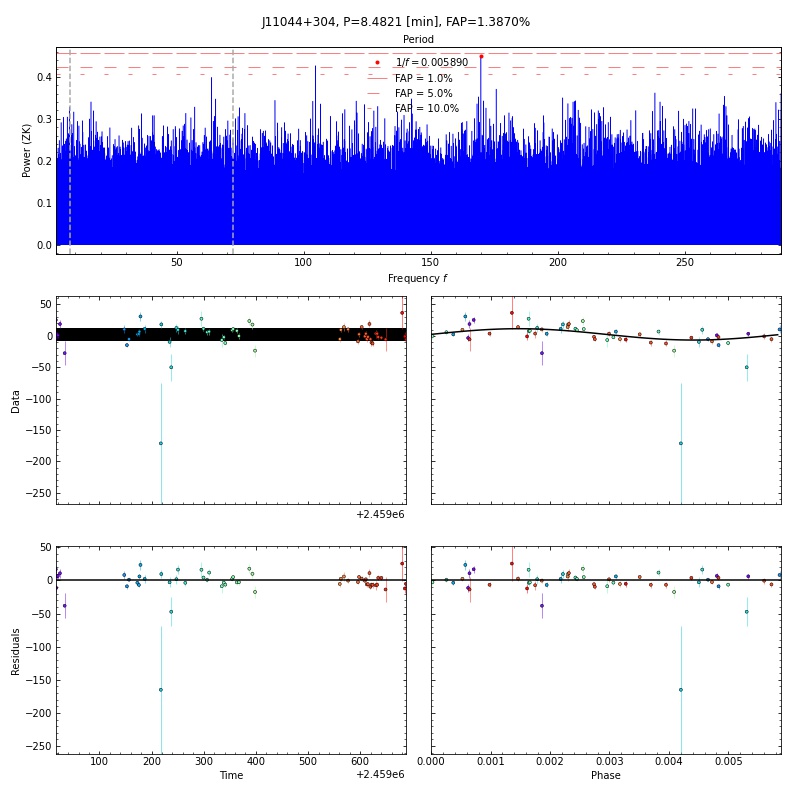 J11044+304, P=8.4821 [min], FAP=1.3870%
Period
0.4
0.3
0.2
0.1
0.0
Power (ZK)
1/f = 0.005890
FAP = 1.0%
FAP = 5.0%
FAP = 10.0%
50 100 150 200 250
Frequency f
50
0
−50
−100
−150
−200
−250
Data
+2.459e6
50
0
−50
−100
−150
−200
−250
Residuals
100 200 300 400 500 600
Time
+2.459e6
0.000 0.001 0.002 0.003 0.004 0.005
Phase